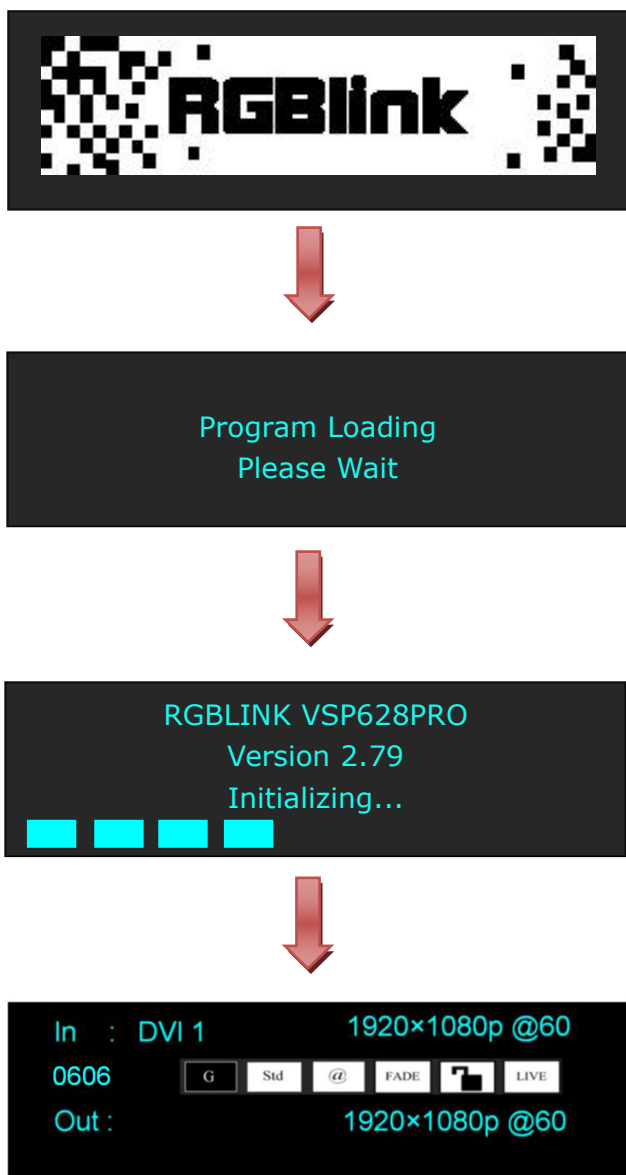 RGBlink
Program Loading
Please Wait
RGBLINK VSP628PRO
Version 2.79
Initializing...
In : DVI 1 1920×1080p @60
0606 G Std @ FADE LIVE
Out : 1920×1080p @60